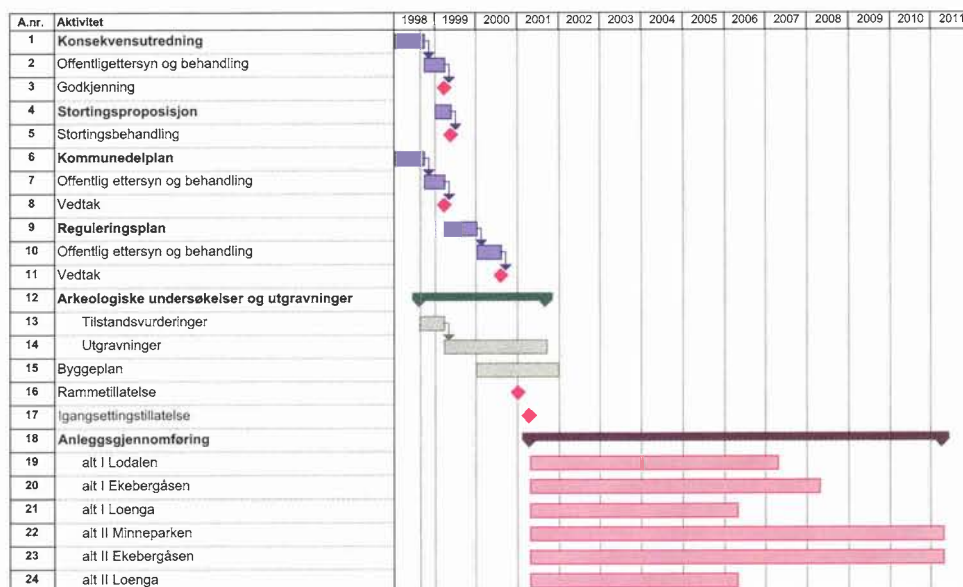 A.nr. Aktivitet 1998 1999 2000 2001 2002 2003 2004 2005 2006 2007 2008 2009 2010 2011
1 Konsekvensutredning
2 Offentligettersyn og behandling
3 Godkjenning
4 Stortingsproposisjon
5 Stortingsbehandling
6 Kommunedelplan
7 Offentlig ettersyn og behandling
8 Vedtak
9 Reguleringsplan
10 Offentlig ettersyn og behandling
11 Vedtak
12 Arkeologiske undersøkelser og utgravninger
13 Tilstandsvurderinger
14 Utgravninger
15 Byggeplan
16 Rammetillatelse
17 Igangsettingstillatelse
18 Anleggsgjennomføring
19 alt I Lodalen
20 alt I Ekebergåsen
21 alt I Loenga
22 alt II Minneparken
23 alt II Ekebergåsen
24 alt II Loenga